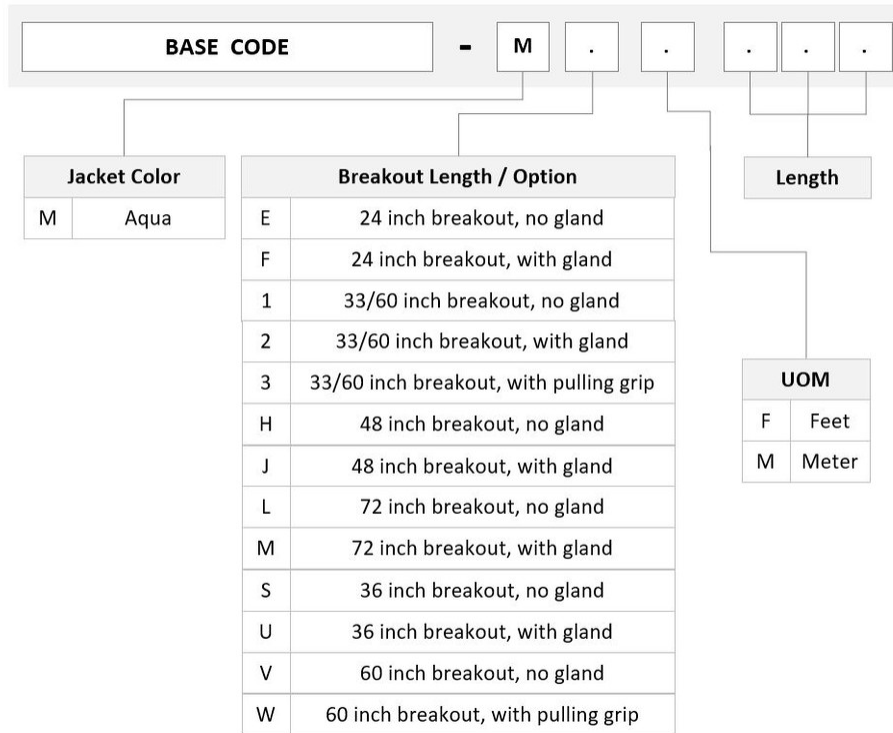 BASE CODE - M . . . . .
Jacket Color
M Aqua
Breakout Length / Option
E 24 inch breakout, no gland
F 24 inch breakout, with gland
1 33/60 inch breakout, no gland
2 33/60 inch breakout, with gland
3 33/60 inch breakout, with pulling grip
H 48 inch breakout, no gland
J 48 inch breakout, with gland
L 72 inch breakout, no gland
M 72 inch breakout, with gland
S 36 inch breakout, no gland
U 36 inch breakout, with gland
V 60 inch breakout, no gland
W 60 inch breakout, with pulling grip
Length
UOM
F Feet
M Meter